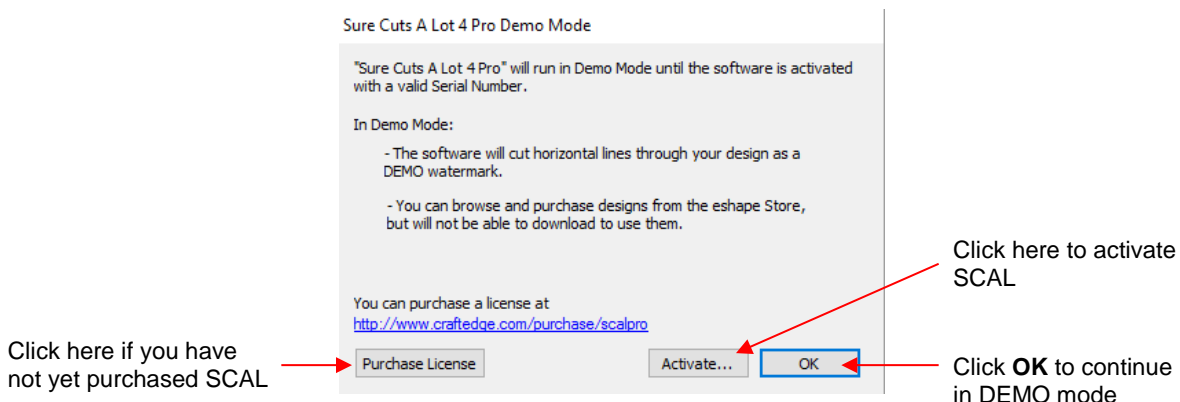 Sure Cuts A Lot 4 Pro Demo Mode
"Sure Cuts A Lot 4 Pro" will run in Demo Mode until the software is activated
with a valid Serial Number.
In Demo Mode:
- The software will cut horizontal lines through your design as a
DEMO watermark.
- You can browse and purchase designs from the eshape Store,
but will not be able to download to use them.
Click here to activate
SCAL
You can purchase a license at
http://www.craftedge.com/purchase/scalpro
Click here if you have
not yet purchased SCAL
Purchase License
Activate...
OK
Click OK to continue
in DEMO mode